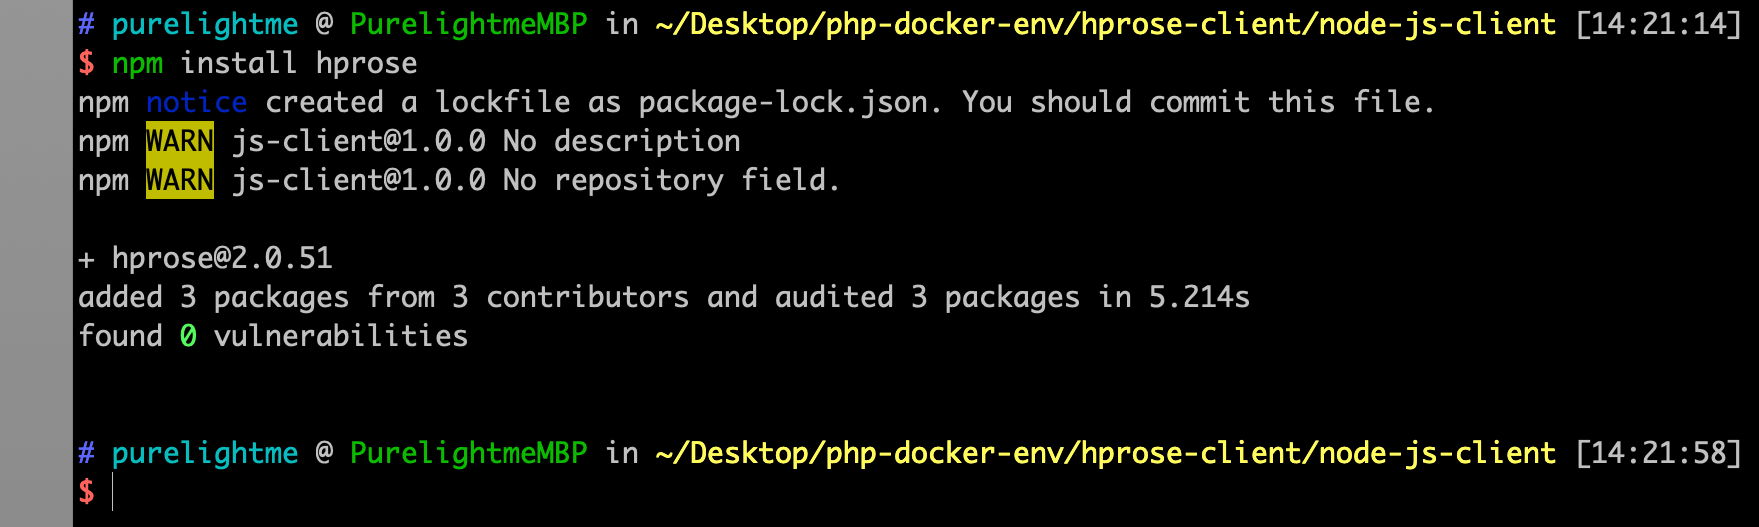 # purelightme @ PurelightmeMBP in ~/Desktop/php-docker-env/hprose-client/node-js-client [14:21:14]
$ npm install hprose
npm notice created a lockfile as package-lock.json. You should commit this file.
npm WARN js-client@1.0.0 No description
npm WARN js-client@1.0.0 No repository field.
+ hprose@2.0.51
added 3 packages from 3 contributors and audited 3 packages in 5.214s
found 0 vulnerabilities
# purelightme @ PurelightmeMBP in ~/Desktop/php-docker-env/hprose-client/node-js-client [14:21:58]
$